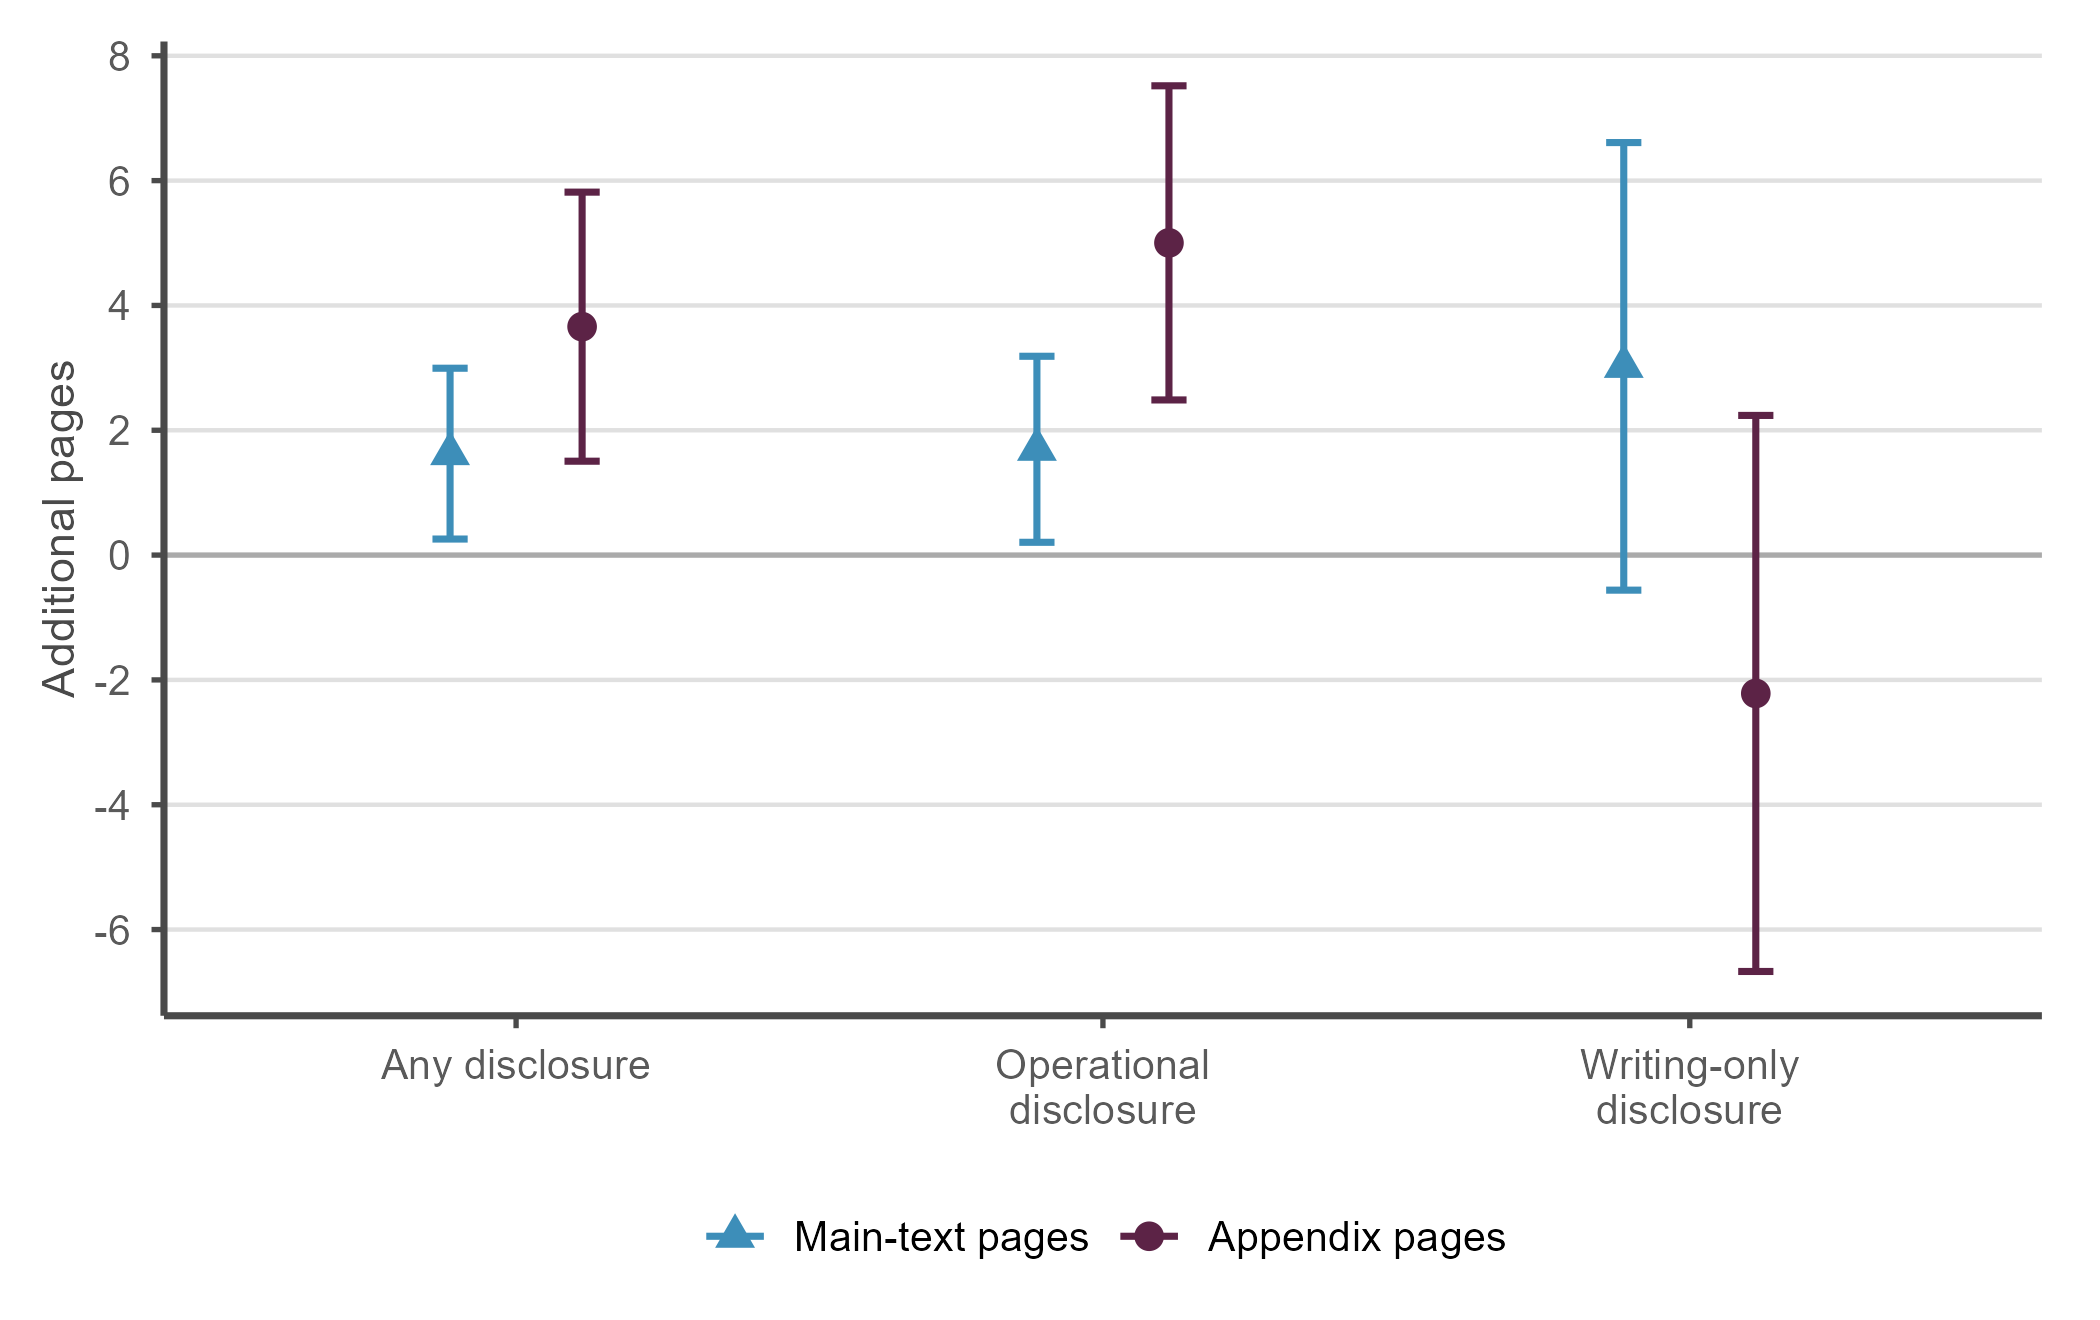 8
6
4
2
0
-2
-4
-6
Additional pages
Any disclosure
Operational
disclosure
Writing-only
disclosure
Main-text pages
Appendix pages